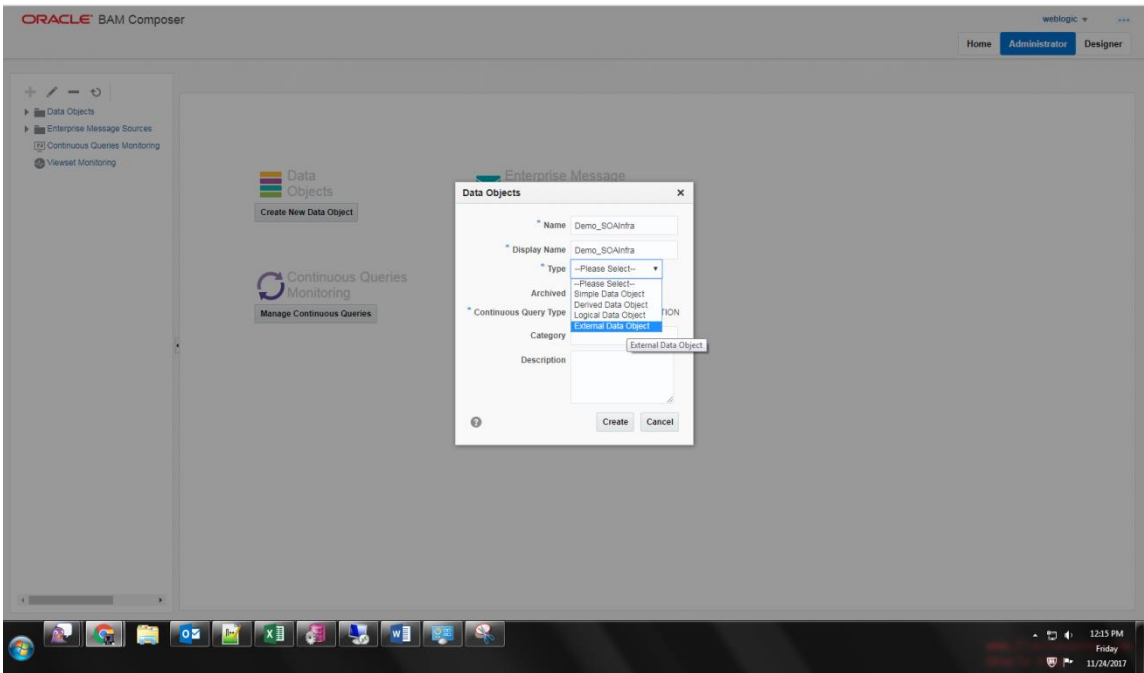 ORACLE® BAM Composer
weblogic
Home
Administrator
Designer
Data Objects
Enterprise Message Sources
Continuous Queries Monitoring
Viewset Monitoring
Data
Objects
Create New Data Object
Enterprise Message
Continuous Queries
Monitoring
Manage Continuous Queries
Data Objects
* Name Demo_SOAInfra
* Display Name Demo_SOAInfra
* Type --Please Select--
--Please Select--
Simple Data Object
Derived Data Object
Logical Data Object
External Data Object
Archived
* Continuous Query Type TION
Category
External Data Object
Description
Create
Cancel
12:15 PM
Friday
11/24/2017